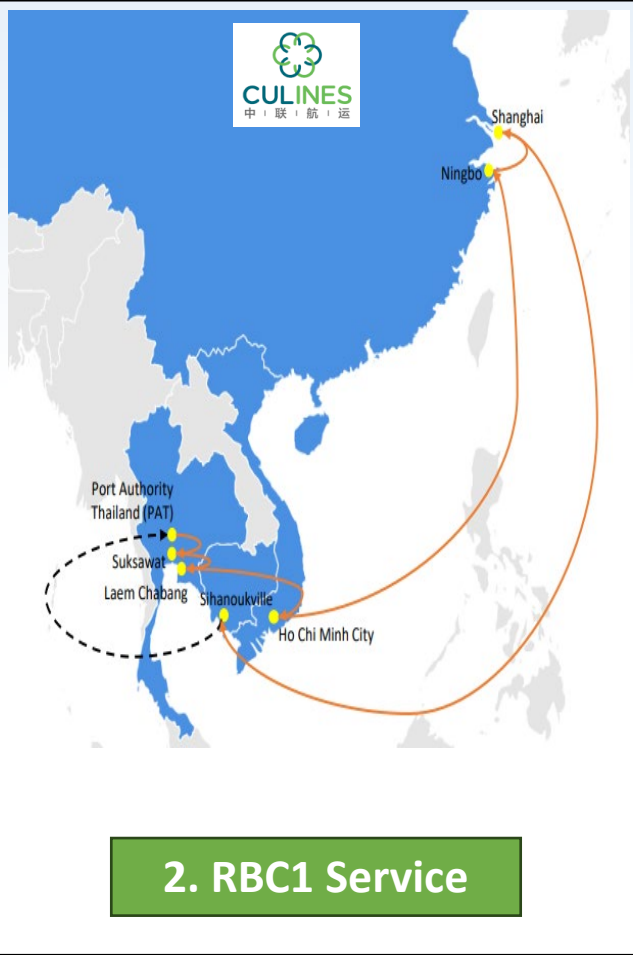 CULINES
中联航运
Shanghai
Ningbo
Port Authority
Thailand (PAT)
Suksawat
Laem Chabang
Sihanoukville
Ho Chi Minh City
2. RBC1 Service